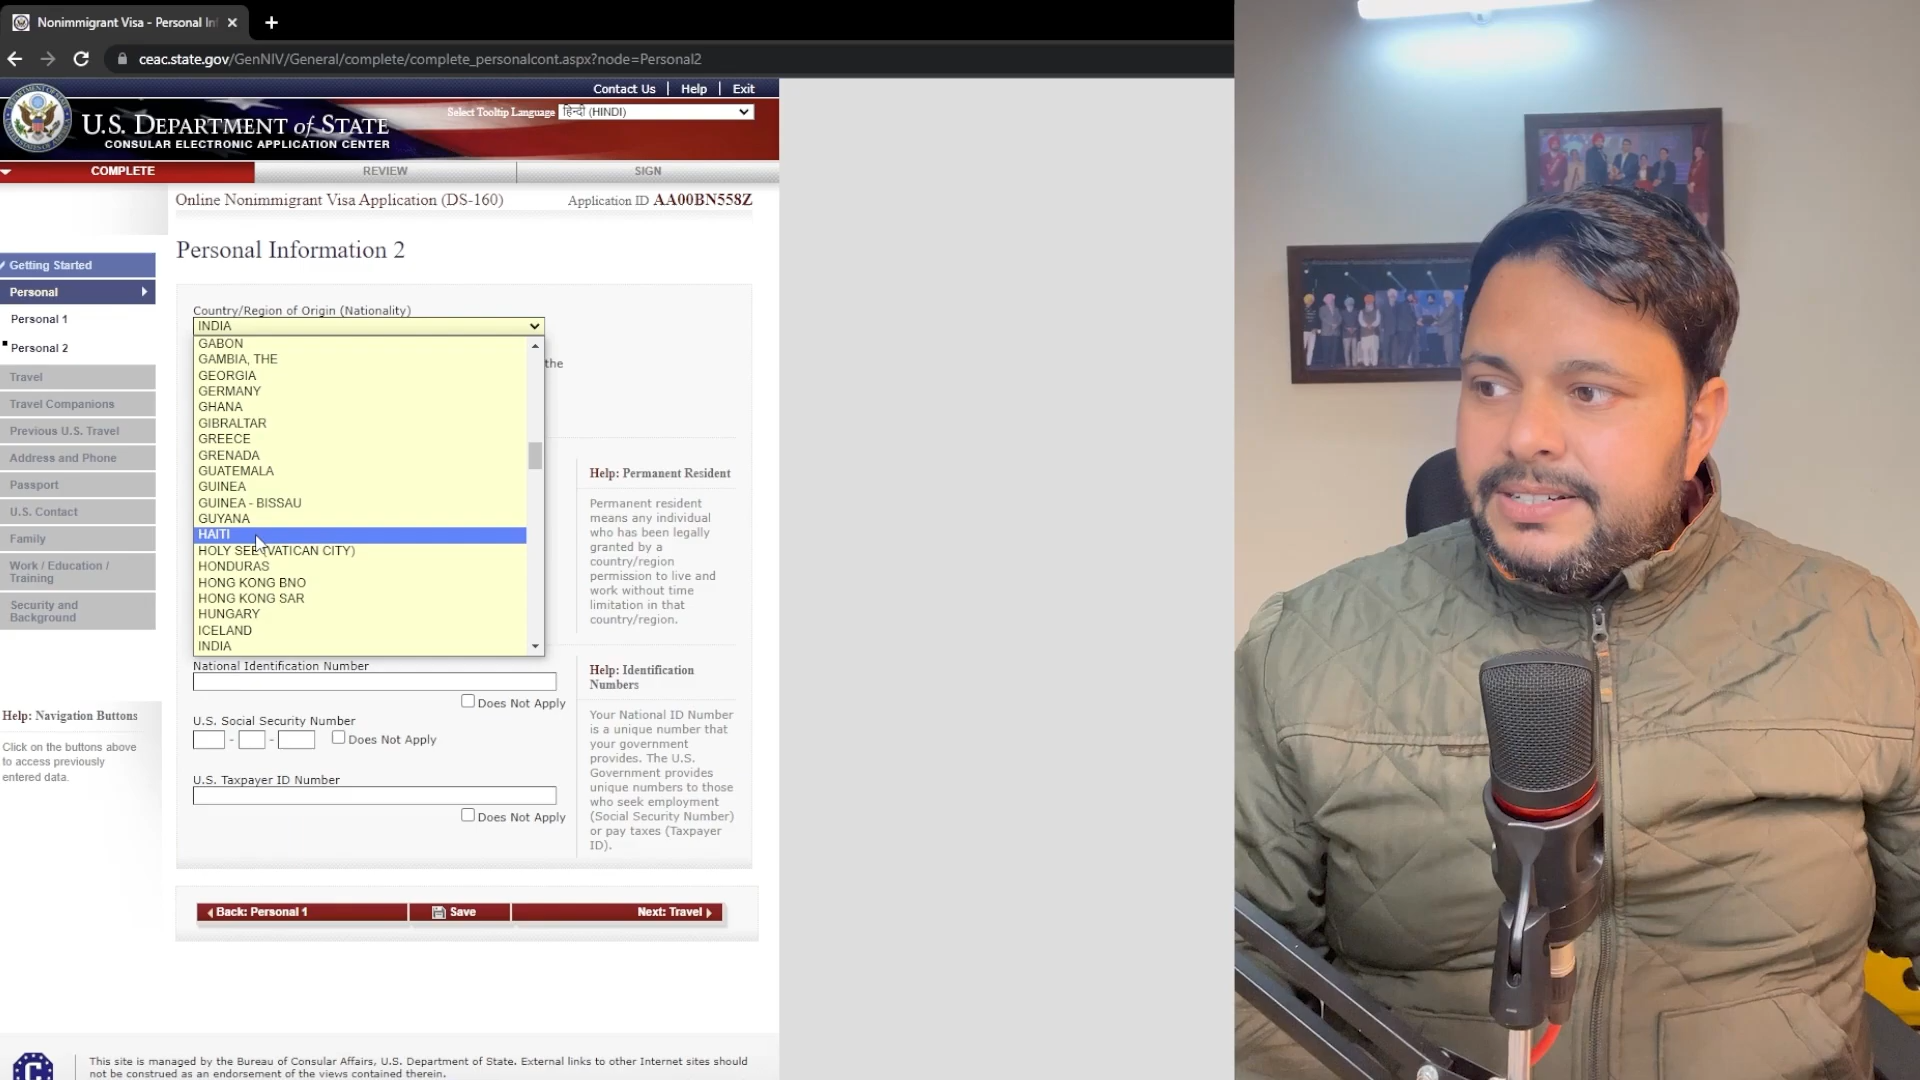 Nonimmigrant Visa - Personal In
ceac.state.gov/GenNIV/General/complete/complete_personalcont.aspx?node=Personal2
Contact Us | Help | Exit
Select Tooltip Language हिन्दी (HINDI)
U.S. DEPARTMENT of STATE
CONSULAR ELECTRONIC APPLICATION CENTER
COMPLETE
REVIEW
SIGN
Online Nonimmigrant Visa Application (DS-160)
Application ID AA00BN558Z
Personal Information 2
Getting Started
Personal
Personal 1
Personal 2
Travel
Travel Companions
Previous U.S. Travel
Address and Phone
Passport
U.S. Contact
Family
Work / Education /
Training
Security and
Background
Help: Navigation Buttons
Click on the buttons above
to access previously
entered data.
Country/Region of Origin (Nationality)
INDIA
GABON
GAMBIA, THE
GEORGIA
GERMANY
GHANA
GIBRALTAR
GREECE
GRENADA
GUATEMALA
GUINEA
GUINEA - BISSAU
GUYANA
HAITI
HOLY SEE (VATICAN CITY)
HONDURAS
HONG KONG BNO
HONG KONG SAR
HUNGARY
ICELAND
INDIA
the
Help: Permanent Resident
Permanent resident
means any individual
who has been legally
granted by a
country/region
permission to live and
work without time
limitation in that
country/region.
National Identification Number
Does Not Apply
U.S. Social Security Number
- - Does Not Apply
U.S. Taxpayer ID Number
Does Not Apply
Help: Identification
Numbers
Your National ID Number
is a unique number that
your government
provides. The U.S.
Government provides
unique numbers to those
who seek employment
(Social Security Number)
or pay taxes (Taxpayer
ID).
Back: Personal 1
Save
Next: Travel
This site is managed by the Bureau of Consular Affairs, U.S. Department of State. External links to other Internet sites should
not be construed as an endorsement of the views contained therein.